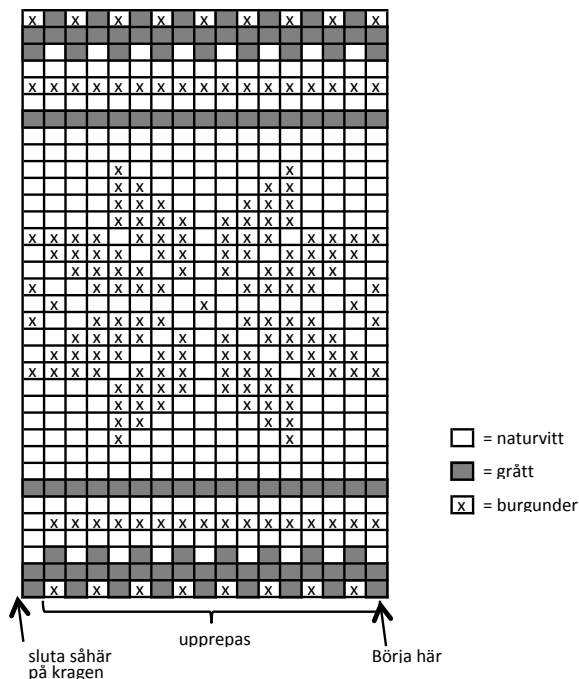 = naturvitt
= grått
x = burgunder
upprepas
sluta såhär
på kragen
Börja här